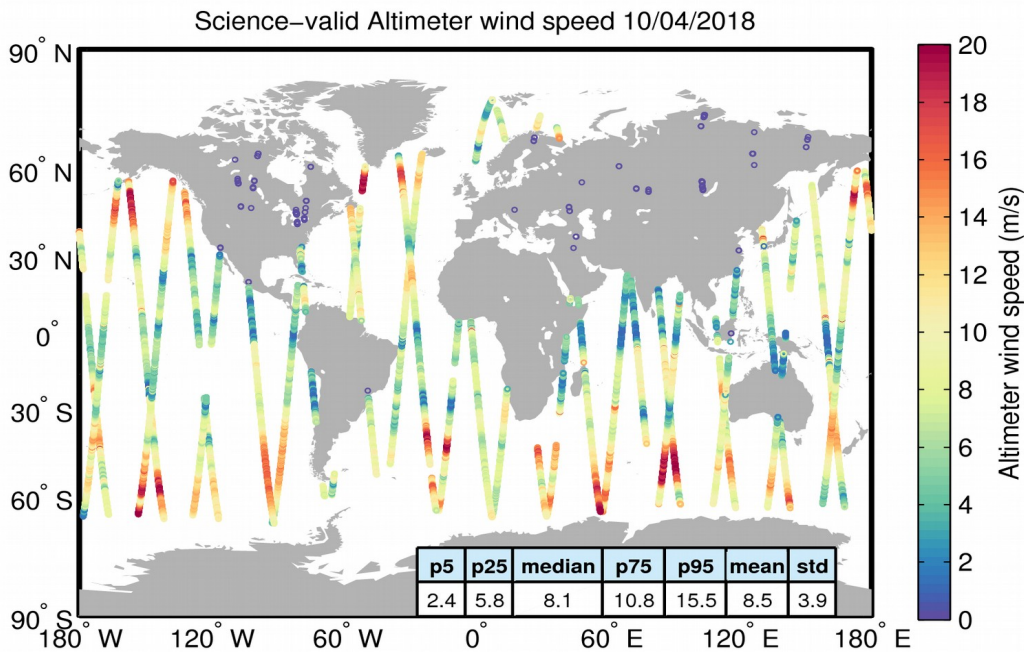 Science−valid Altimeter wind speed 10/04/2018
90° N
60° N
30° N
0°
30° S
60° S
90° S
180° W 120° W 60° W 0° 60° E 120° E 180° E
p5 p25 median p75 p95 mean std
2.4 5.8 8.1 10.8 15.5 8.5 3.9
20
18
16
14
12
10
8
6
4
2
0
Altimeter wind speed (m/s)